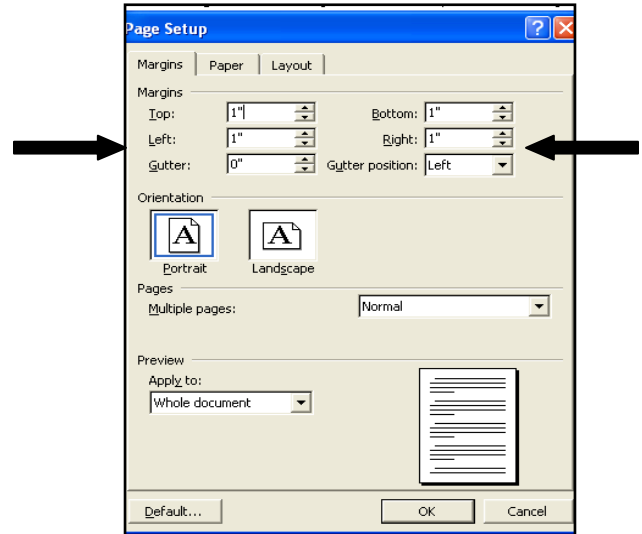 Page Setup ?
Margins Paper Layout
Margins
Top: 1" Bottom: 1"
Left: 1" Right: 1"
Gutter: 0" Gutter position: Left
Orientation
A A
Portrait Landscape
Pages
Multiple pages: Normal
Preview
Apply to:
Whole document
Default... OK Cancel